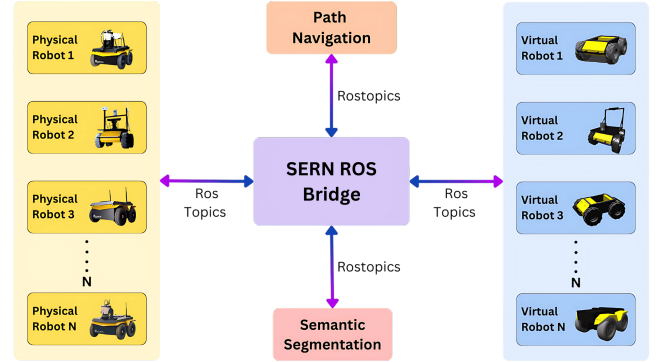 Physical
Robot 1
Physical
Robot 2
Physical
Robot 3
N
Physical
Robot N
Path
Navigation
Rostopics
SERN ROS
Bridge
Ros
Topics
Ros
Topics
Rostopics
Semantic
Segmentation
Virtual
Robot 1
Virtual
Robot 2
Virtual
Robot 3
N
Virtual
Robot N